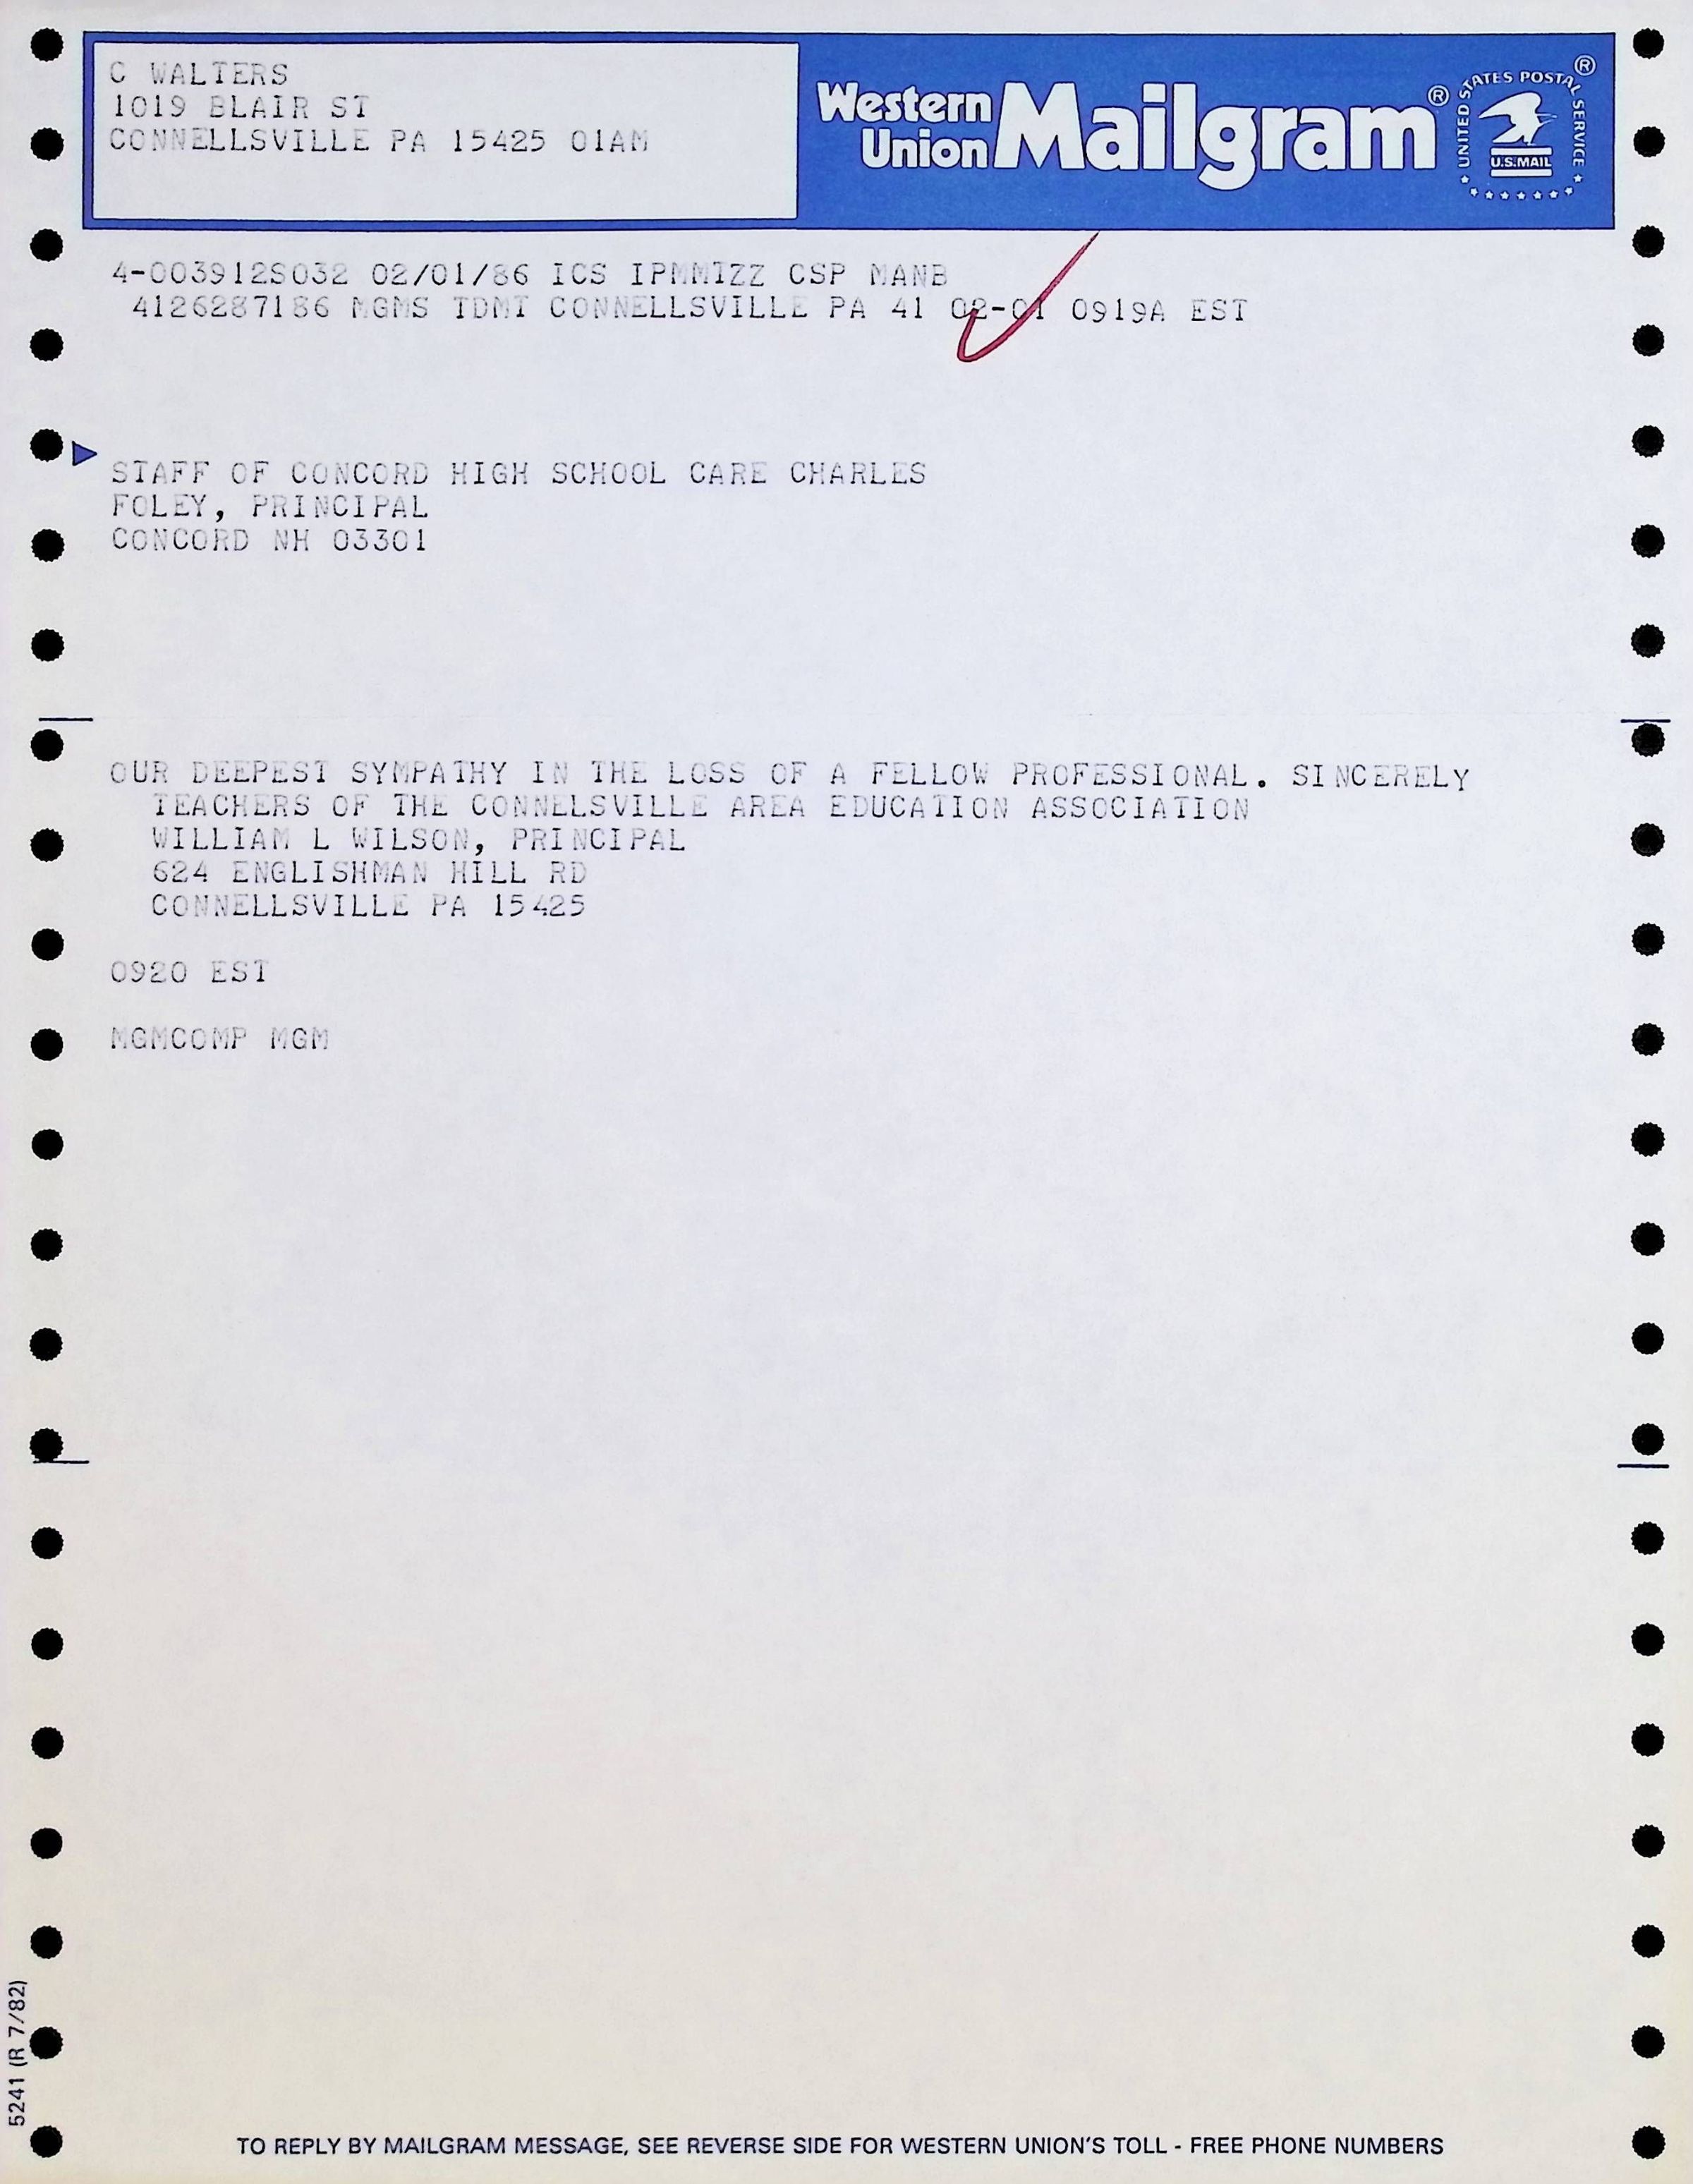 C WALTERS
1019 BLAIR ST
CONNELLSVILLE PA 15425 01AM
Western Union Mailgram®
UNITED STATES POSTAL SERVICE ®
U.S.MAIL
4-003912S032 02/01/86 ICS IPMMTZZ CSP MANB
4126287186 MGMS TDMT CONNELLSVILLE PA 41 02-01 0919A EST
STAFF OF CONCORD HIGH SCHOOL CARE CHARLES
FOLEY, PRINCIPAL
CONCORD NH 03301
OUR DEEPEST SYMPATHY IN THE LOSS OF A FELLOW PROFESSIONAL. SINCERELY
TEACHERS OF THE CONNELSVILLE AREA EDUCATION ASSOCIATION
WILLIAM L WILSON, PRINCIPAL
624 ENGLISHMAN HILL RD
CONNELLSVILLE PA 15425
0920 EST
MGMCOMP MGM
5241 (R 7/82)
TO REPLY BY MAILGRAM MESSAGE, SEE REVERSE SIDE FOR WESTERN UNION'S TOLL - FREE PHONE NUMBERS